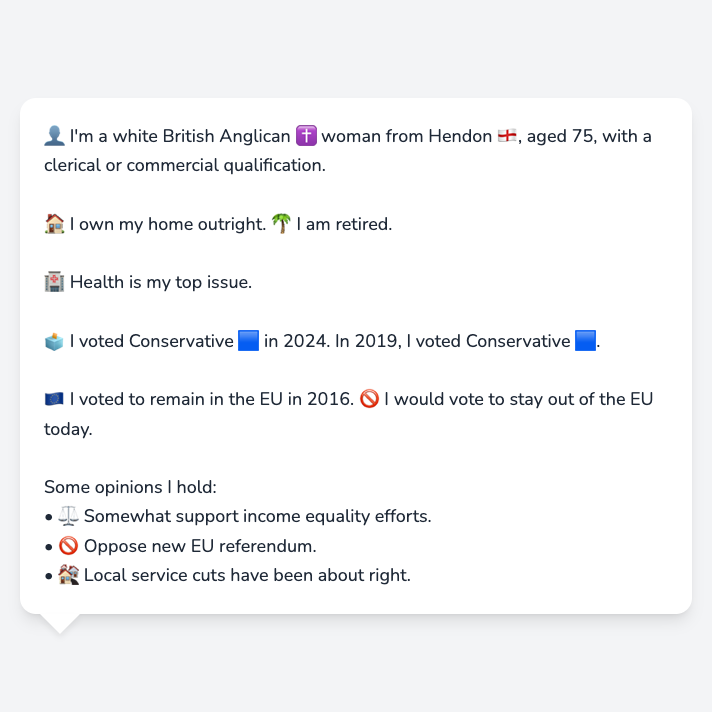 👤 I'm a white British Anglican ✝️ woman from Hendon 🏴󠁧󠁢󠁥󠁮󠁧󠁿, aged 75, with a
clerical or commercial qualification.
🏠 I own my home outright. 🌴 I am retired.
🏥 Health is my top issue.
🗳️ I voted Conservative 🟦 in 2024. In 2019, I voted Conservative 🟦.
🇪🇺 I voted to remain in the EU in 2016. 🚫 I would vote to stay out of the EU
today.
Some opinions I hold:
• ⚖️ Somewhat support income equality efforts.
• 🚫 Oppose new EU referendum.
• 🏘️ Local service cuts have been about right.